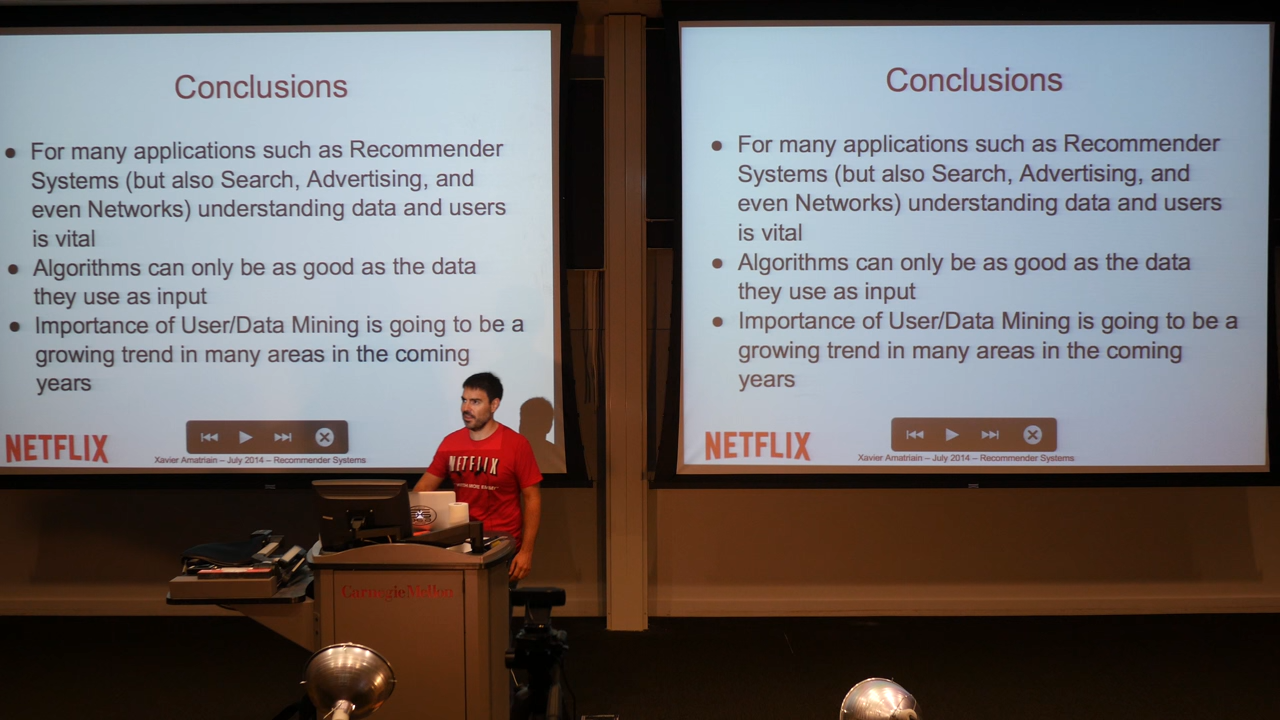 Conclusions
● For many applications such as Recommender
Systems (but also Search, Advertising, and
even Networks) understanding data and users
is vital
● Algorithms can only be as good as the data
they use as input
● Importance of User/Data Mining is going to be a
growing trend in many areas in the coming
years
NETFLIX
Xavier Amatriain – July 2014 – Recommender Systems
Conclusions
● For many applications such as Recommender
Systems (but also Search, Advertising, and
even Networks) understanding data and users
is vital
● Algorithms can only be as good as the data
they use as input
● Importance of User/Data Mining is going to be a
growing trend in many areas in the coming
years
NETFLIX
Xavier Amatriain – July 2014 – Recommender Systems
NETFLIX
Carnegie Mellon